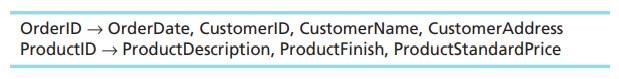 OrderID → OrderDate, CustomerID, CustomerName, CustomerAddress
ProductID → ProductDescription, ProductFinish, ProductStandardPrice